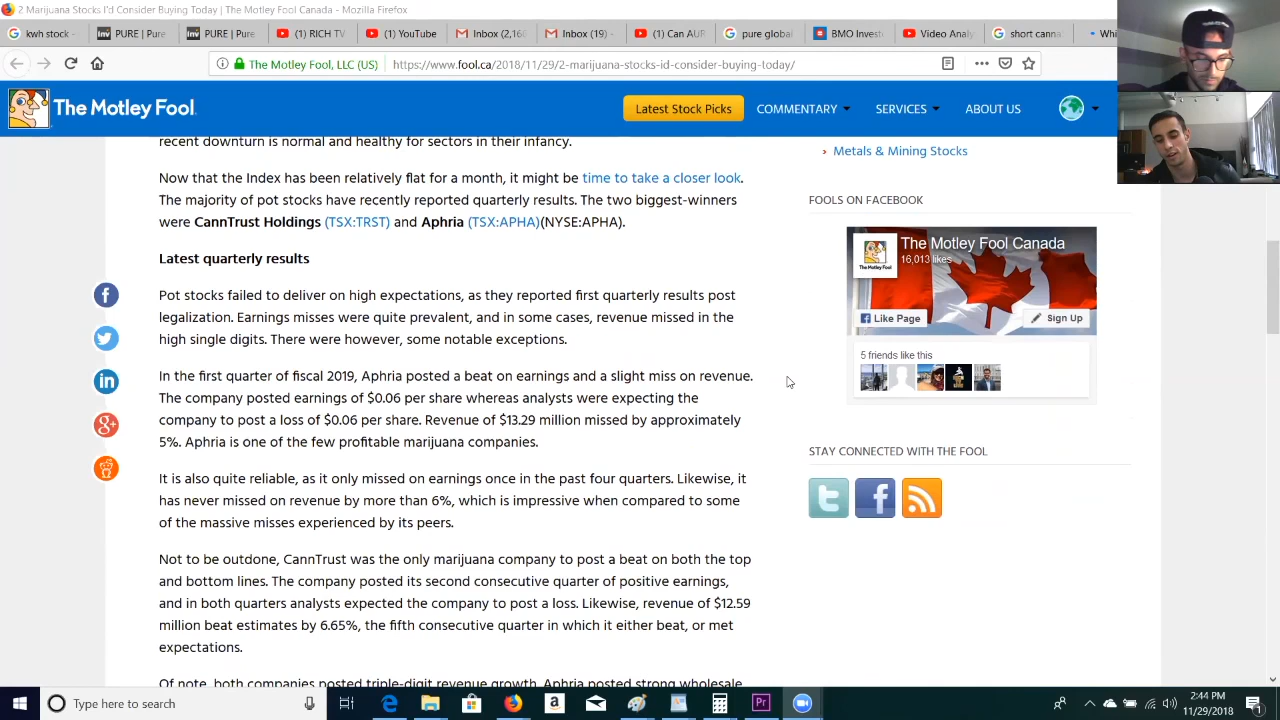 2 Marijuana Stocks I'd Consider Buying Today | The Motley Fool Canada - Mozilla Firefox
kwh stock -
PURE | Pure
PURE | Pure
(1) RICH TV
(1) YouTube
Inbox (2,16
Inbox (19) -
(1) Can AUR
pure global
BMO Invest
Video Analy
short canna
Whi
The Motley Fool, LLC (US)
https://www.fool.ca/2018/11/29/2-marijuana-stocks-id-consider-buying-today/
The Motley Fool
Latest Stock Picks
COMMENTARY
SERVICES
ABOUT US
recent downturn is normal and healthy for sectors in their infancy.
Metals & Mining Stocks
Now that the Index has been relatively flat for a month, it might be time to take a closer look.
The majority of pot stocks have recently reported quarterly results. The two biggest-winners
were CannTrust Holdings (TSX:TRST) and Aphria (TSX:APHA)(NYSE:APHA).
Latest quarterly results
Pot stocks failed to deliver on high expectations, as they reported first quarterly results post
legalization. Earnings misses were quite prevalent, and in some cases, revenue missed in the
high single digits. There were however, some notable exceptions.
In the first quarter of fiscal 2019, Aphria posted a beat on earnings and a slight miss on revenue.
The company posted earnings of $0.06 per share whereas analysts were expecting the
company to post a loss of $0.06 per share. Revenue of $13.29 million missed by approximately
5%. Aphria is one of the few profitable marijuana companies.
It is also quite reliable, as it only missed on earnings once in the past four quarters. Likewise, it
has never missed on revenue by more than 6%, which is impressive when compared to some
of the massive misses experienced by its peers.
Not to be outdone, CannTrust was the only marijuana company to post a beat on both the top
and bottom lines. The company posted its second consecutive quarter of positive earnings,
and in both quarters analysts expected the company to post a loss. Likewise, revenue of $12.59
million beat estimates by 6.65%, the fifth consecutive quarter in which it either beat, or met
expectations.
Of note, both companies posted triple-digit revenue growth. Aphria posted strong wholesale
FOOLS ON FACEBOOK
The Motley Fool
The Motley Fool Canada
16,013 likes
Like Page
Sign Up
5 friends like this
STAY CONNECTED WITH THE FOOL
Type here to search
2:44 PM
11/29/2018